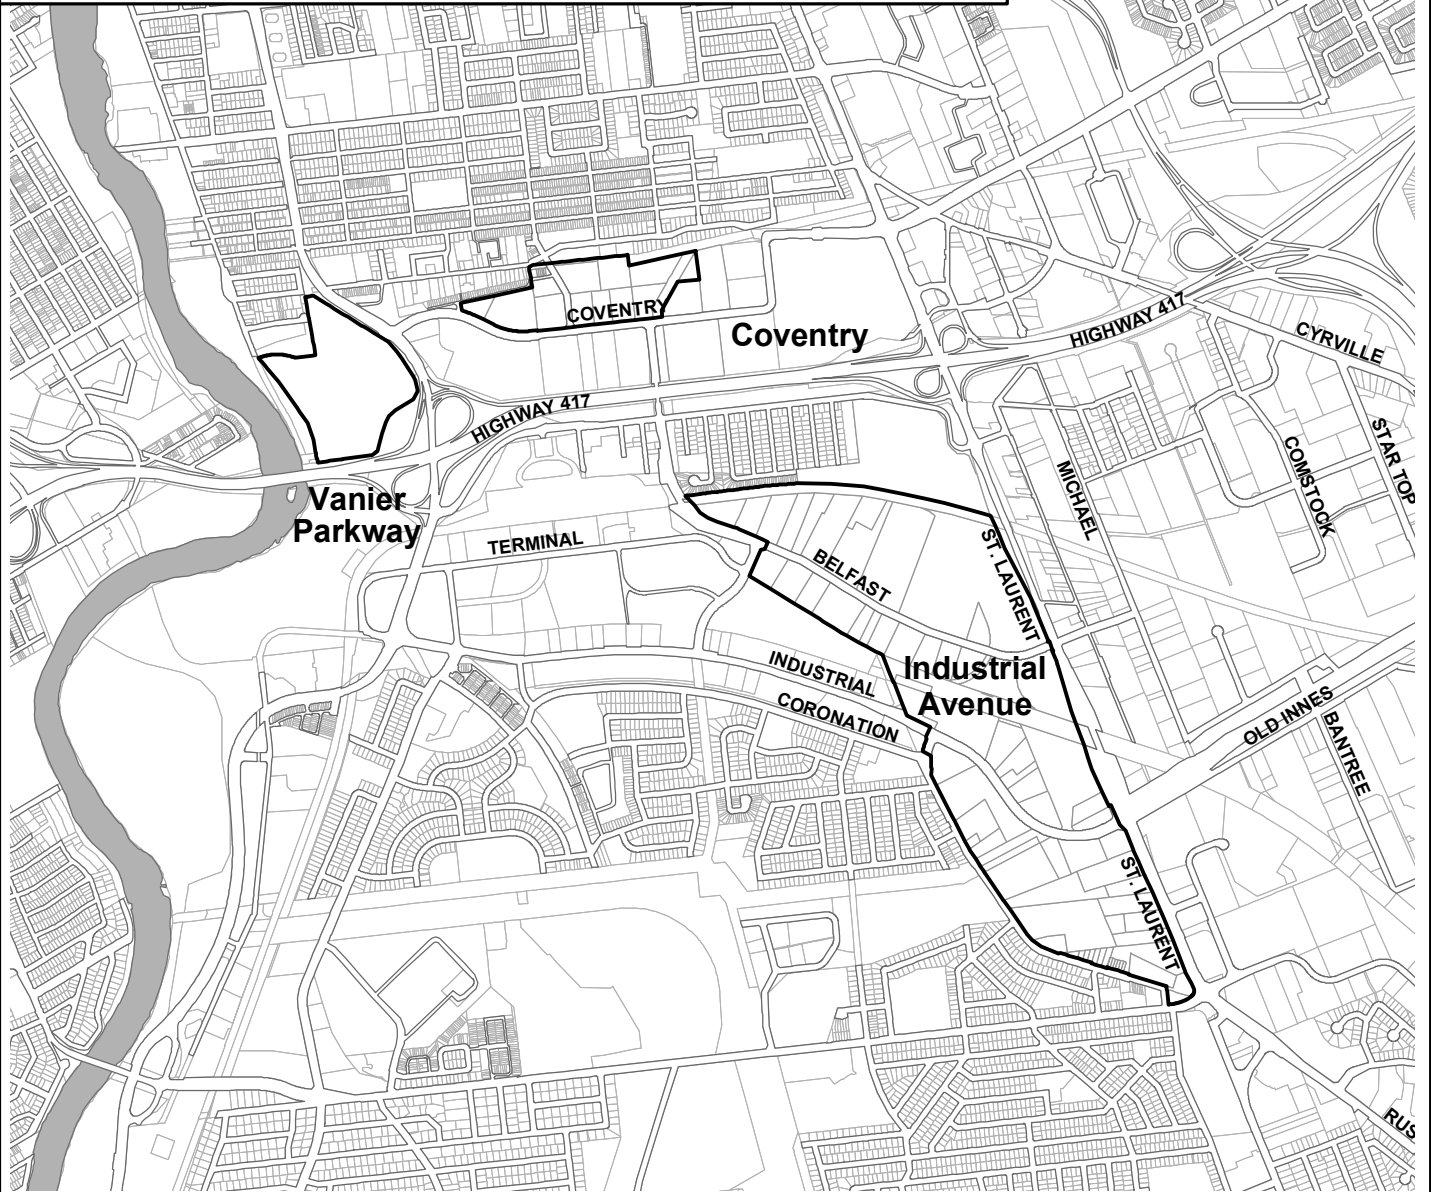 COVENTRY
Coventry
HIGHWAY 417
CYRVILLE
HIGHWAY 417
STAR TOP
COMSTOCK
MICHAEL
Vanier
Parkway
TERMINAL
BELFAST
ST. LAURENT
INDUSTRIAL
Industrial
Avenue
CORONATION
OLD INNES
BANTREE
ST. LAURENT
RUS